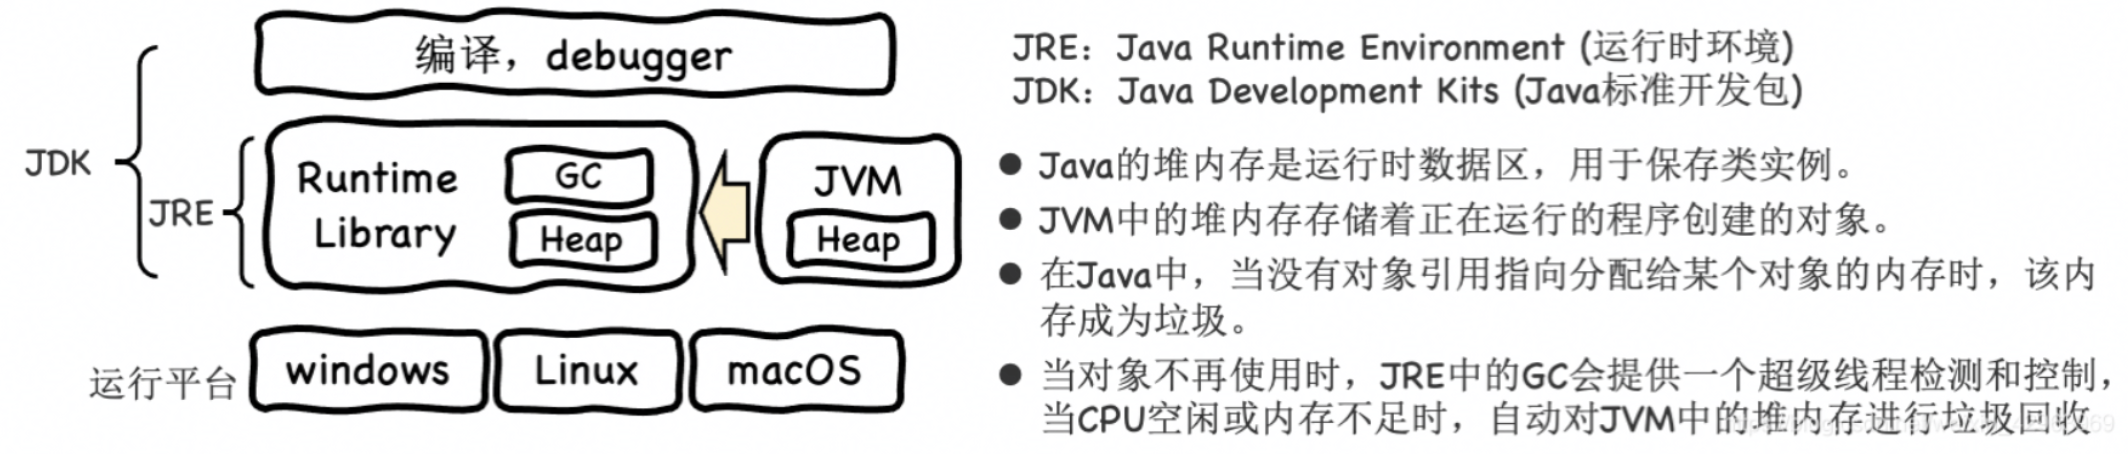 编译，debugger
JDK
JRE
Runtime
Library
GC
Heap
JVM
Heap
运行平台
windows
Linux
macOS
JRE：Java Runtime Environment (运行时环境)
JDK：Java Development Kits (Java标准开发包)
● Java的堆内存是运行时数据区，用于保存类实例。
● JVM中的堆内存存储着正在运行的程序创建的对象。
● 在Java中，当没有对象引用指向分配给某个对象的内存时，该内
存成为垃圾。
● 当对象不再使用时，JRE中的GC会提供一个超级线程检测和控制，
当CPU空闲或内存不足时，自动对JVM中的堆内存进行垃圾回收